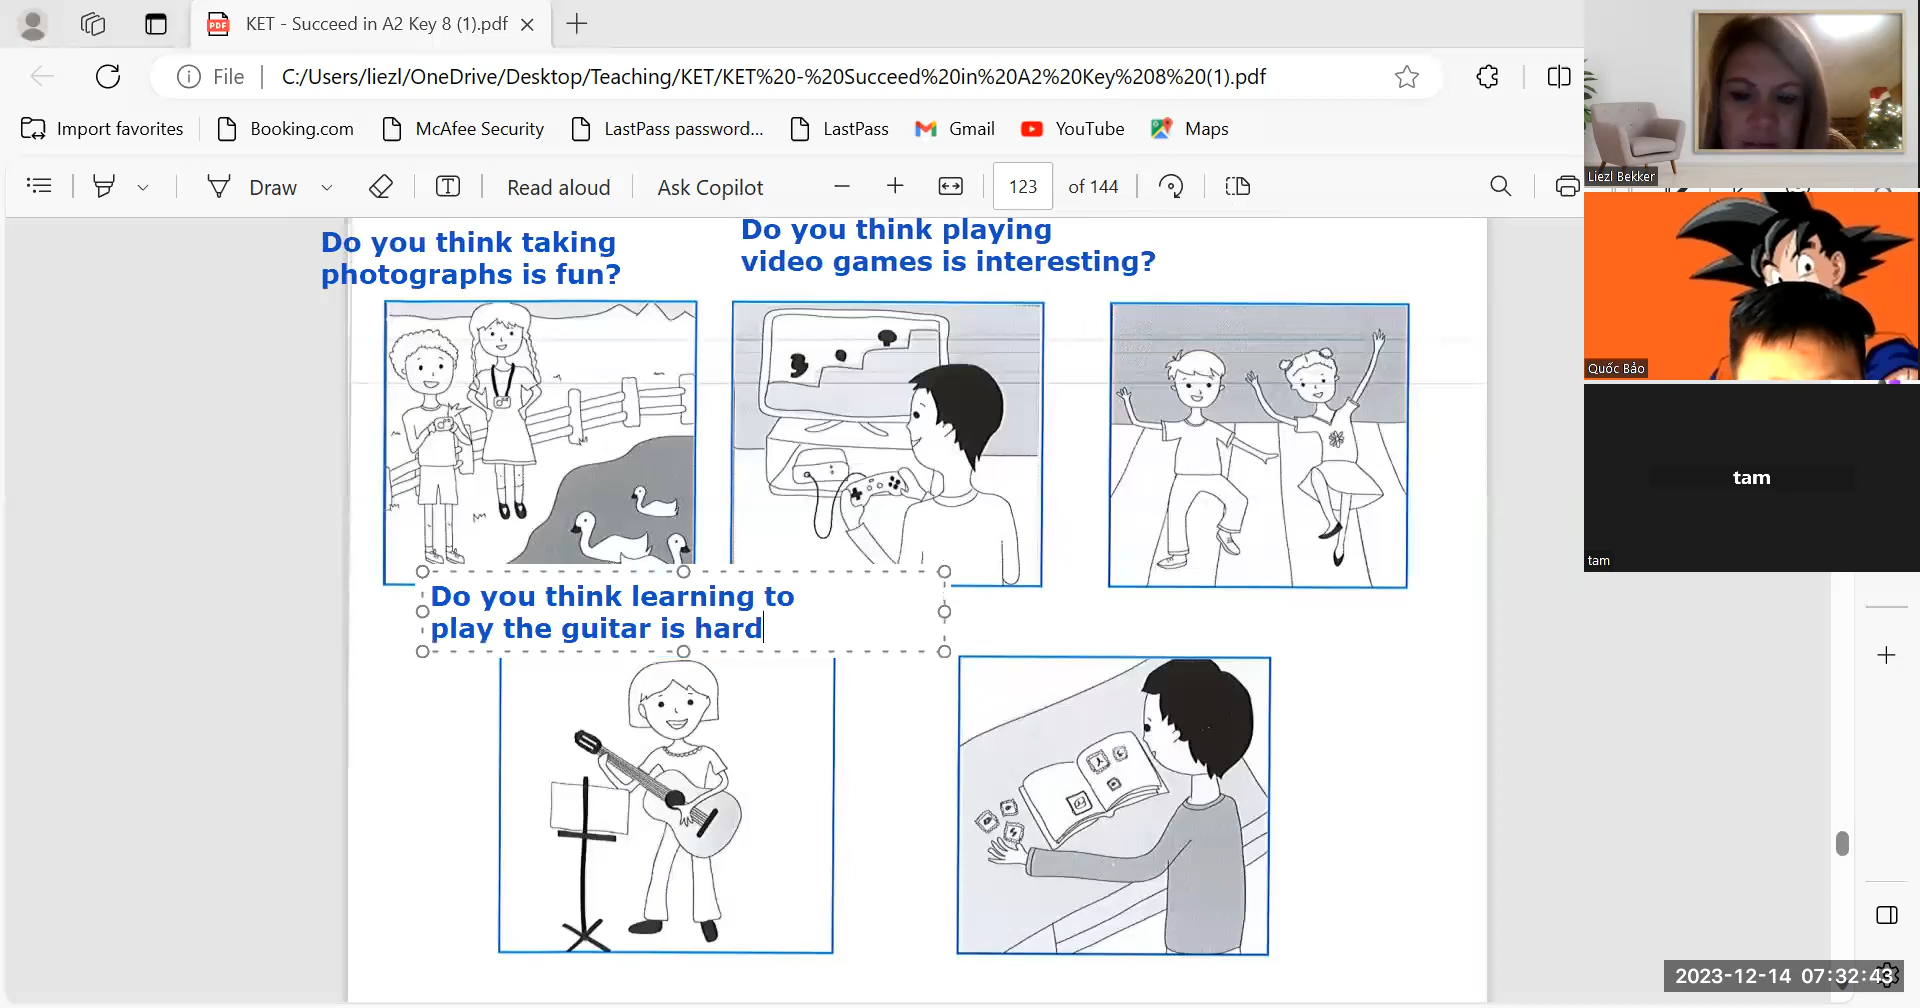 KET - Succeed in A2 Key 8 (1).pdf
File
C:/Users/liezl/OneDrive/Desktop/Teaching/KET/KET%20-%20Succeed%20in%20A2%20Key%208%20(1).pdf
Import favorites
Booking.com
McAfee Security
LastPass password...
LastPass
Gmail
YouTube
Maps
Draw
Read aloud
Ask Copilot
123
of 144
Liezl Bekker
Quốc Bảo
tam
tam
Do you think taking
photographs is fun?
Do you think playing
video games is interesting?
Do you think learning to
play the guitar is hard
2023-12-14 07:32:43